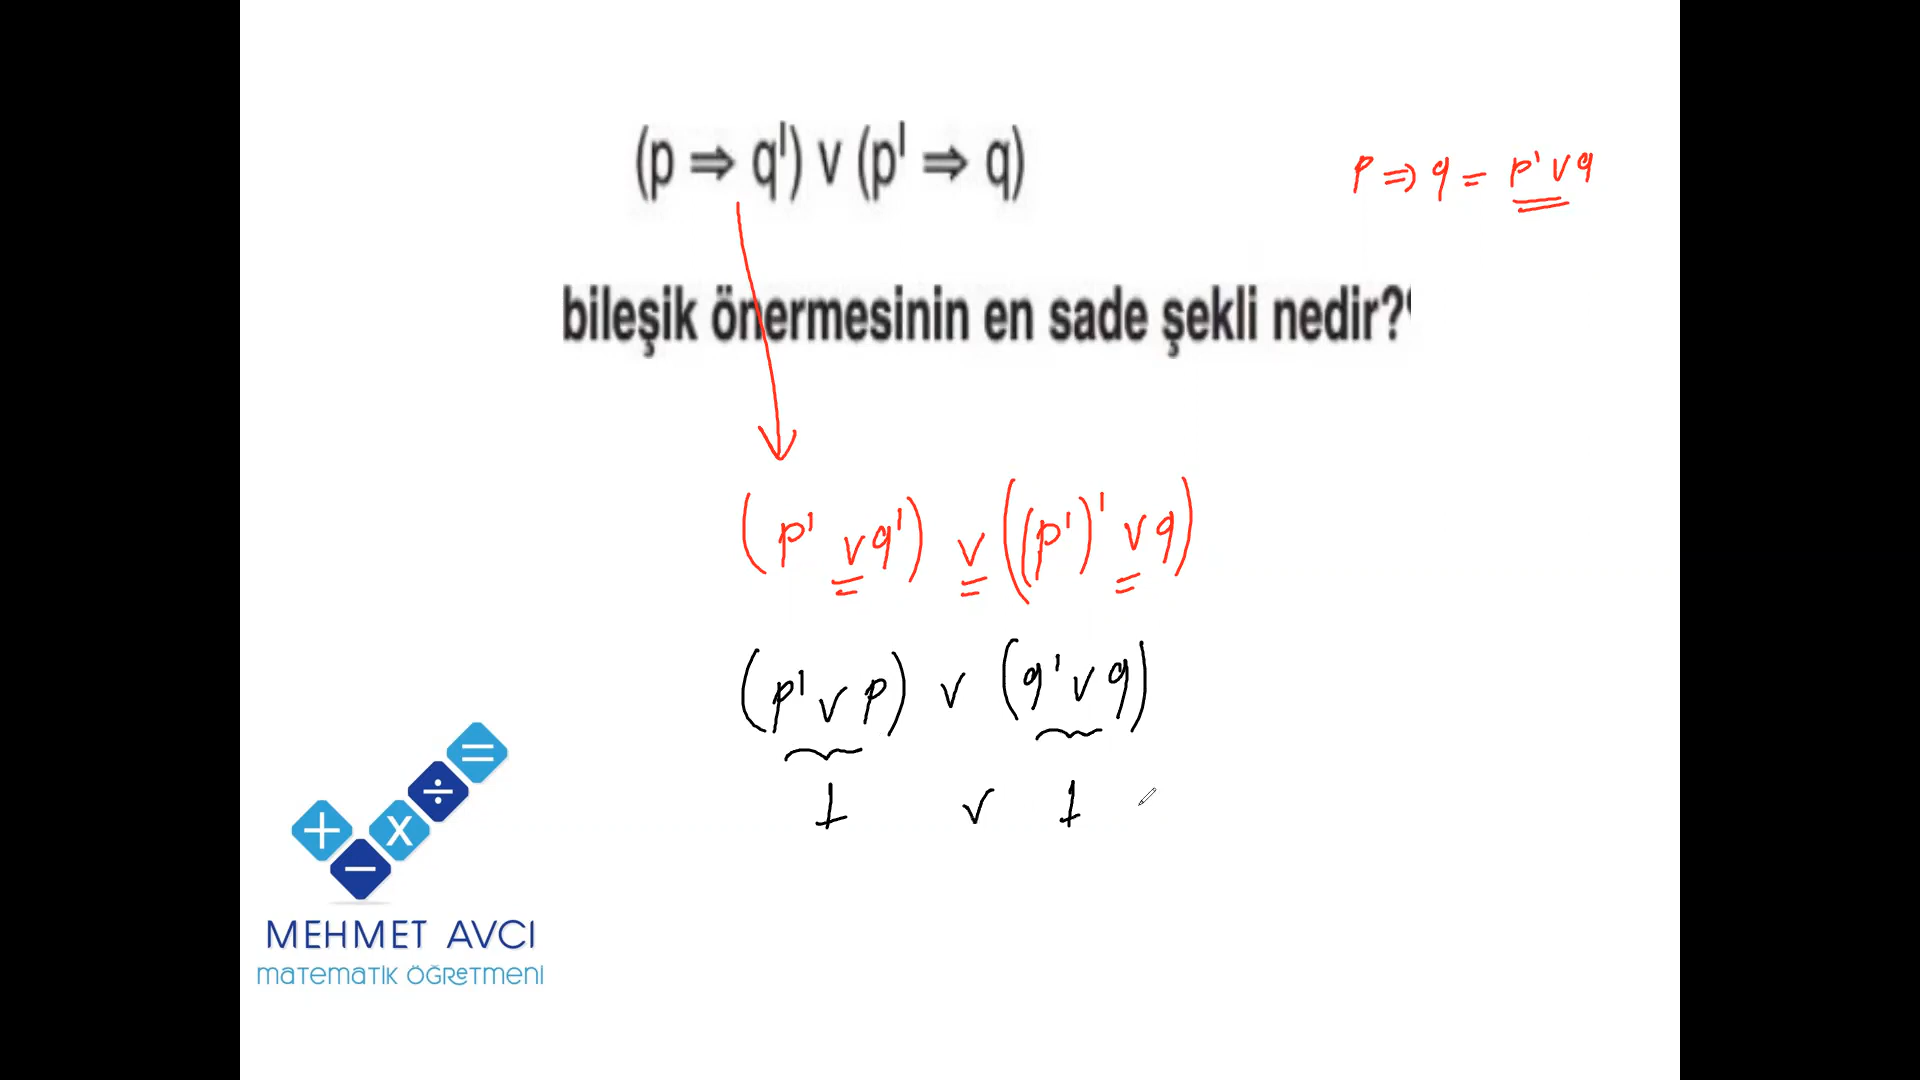 (p ⇒ q') v (p' ⇒ q)
p ⇒ q = p' v q
bileşik önermesinin en sade şekli nedir?'
(p' v q') v ((p')' v q)
(p' v p) v (q' v q)
1 v 1
+ − x ÷ =
MEHMET AVCI
matematik ÖĞRETMENİ